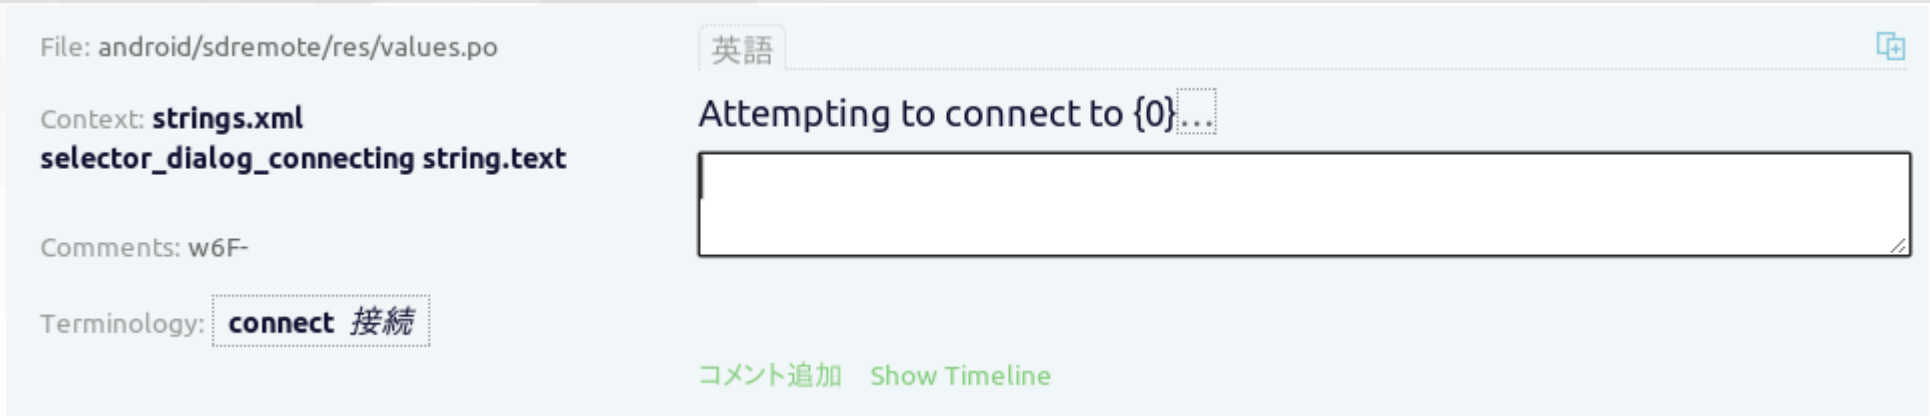 File: android/sdremote/res/values.po
Context: strings.xml
selector_dialog_connecting string.text
Comments: w6F-
Terminology: connect 接続
英語
Attempting to connect to {0}...
コメント追加 Show Timeline